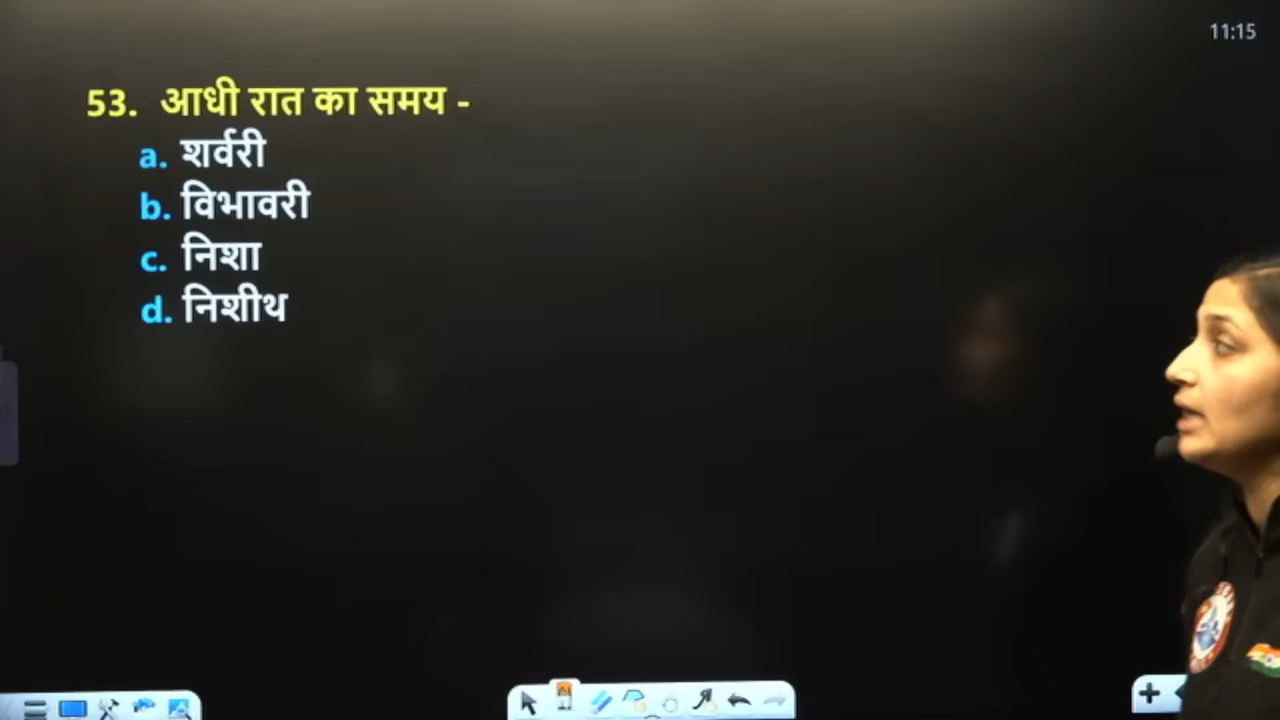 11:15
53. आधी रात का समय -
a. शर्वरी
b. विभावरी
c. निशा
d. निशीथ